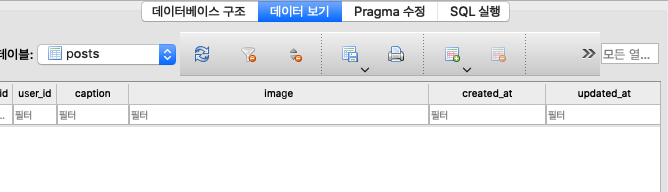 데이터베이스 구조 데이터 보기 Pragma 수정 SQL 실행
테이블: posts » 모든 열...
id user_id caption image created_at updated_at
... 필터 필터 필터 필터 필터